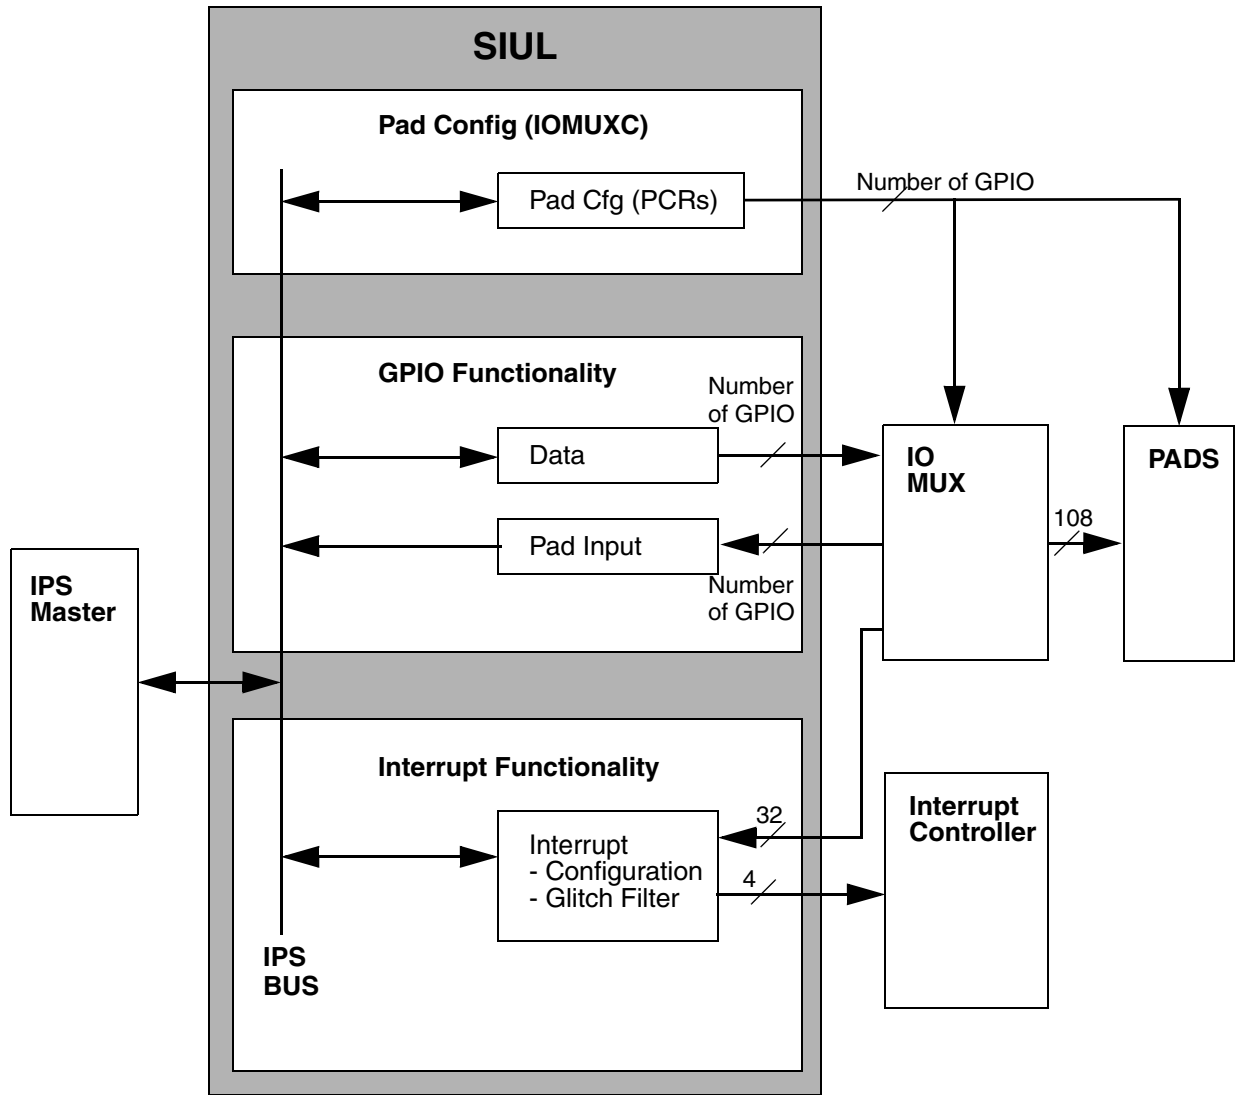 SIUL
Pad Config (IOMUXC)
Pad Cfg (PCRs)
Number of GPIO
GPIO Functionality
Number
of GPIO
Data
IO
MUX
PADS
108
Pad Input
Number
of GPIO
IPS
Master
Interrupt Functionality
32
Interrupt
- Configuration
- Glitch Filter
4
Interrupt
Controller
IPS
BUS